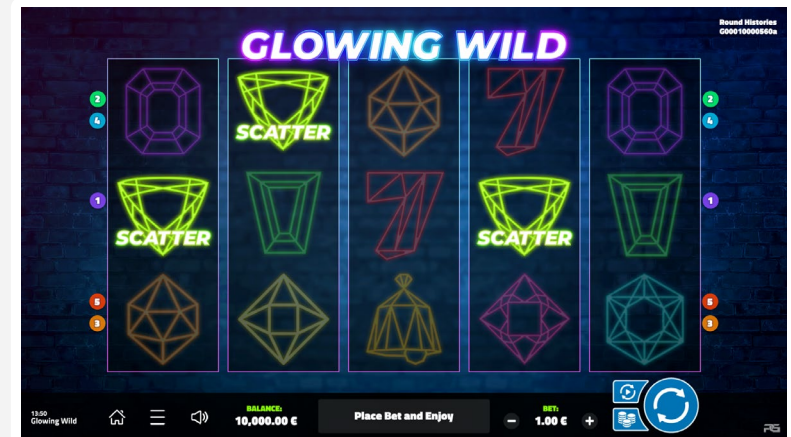 Round Histories
G00010000560a
GLOWING WILD
2
2
4
SCATTER
4
1
1
SCATTER
SCATTER
5
5
3
3
13:50
Glowing Wild
BALANCE:
10,000.00 €
Place Bet and Enjoy
BET:
1.00 €